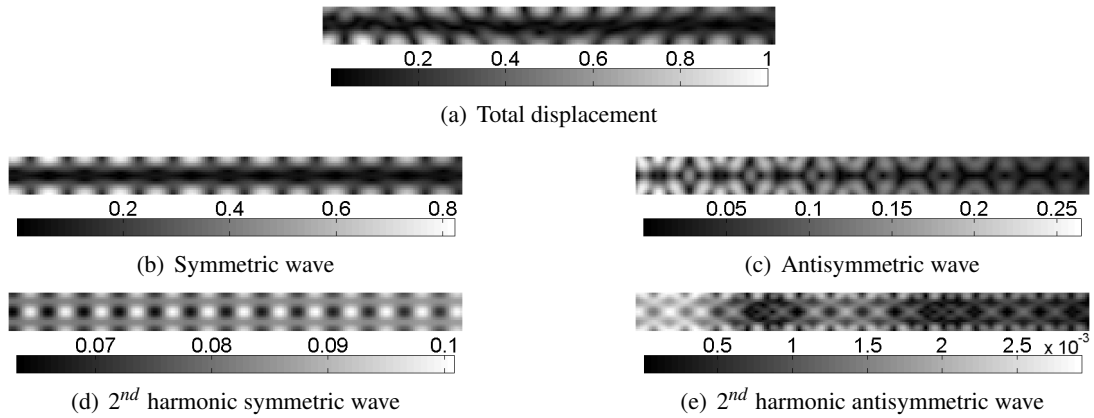 0.2 0.4 0.6 0.8 1
(a) Total displacement
0.2 0.4 0.6 0.8
(b) Symmetric wave
0.05 0.1 0.15 0.2 0.25
(c) Antisymmetric wave
0.07 0.08 0.09 0.1
(d) 2nd harmonic symmetric wave
0.5 1 1.5 2 2.5 x 10-3
(e) 2nd harmonic antisymmetric wave